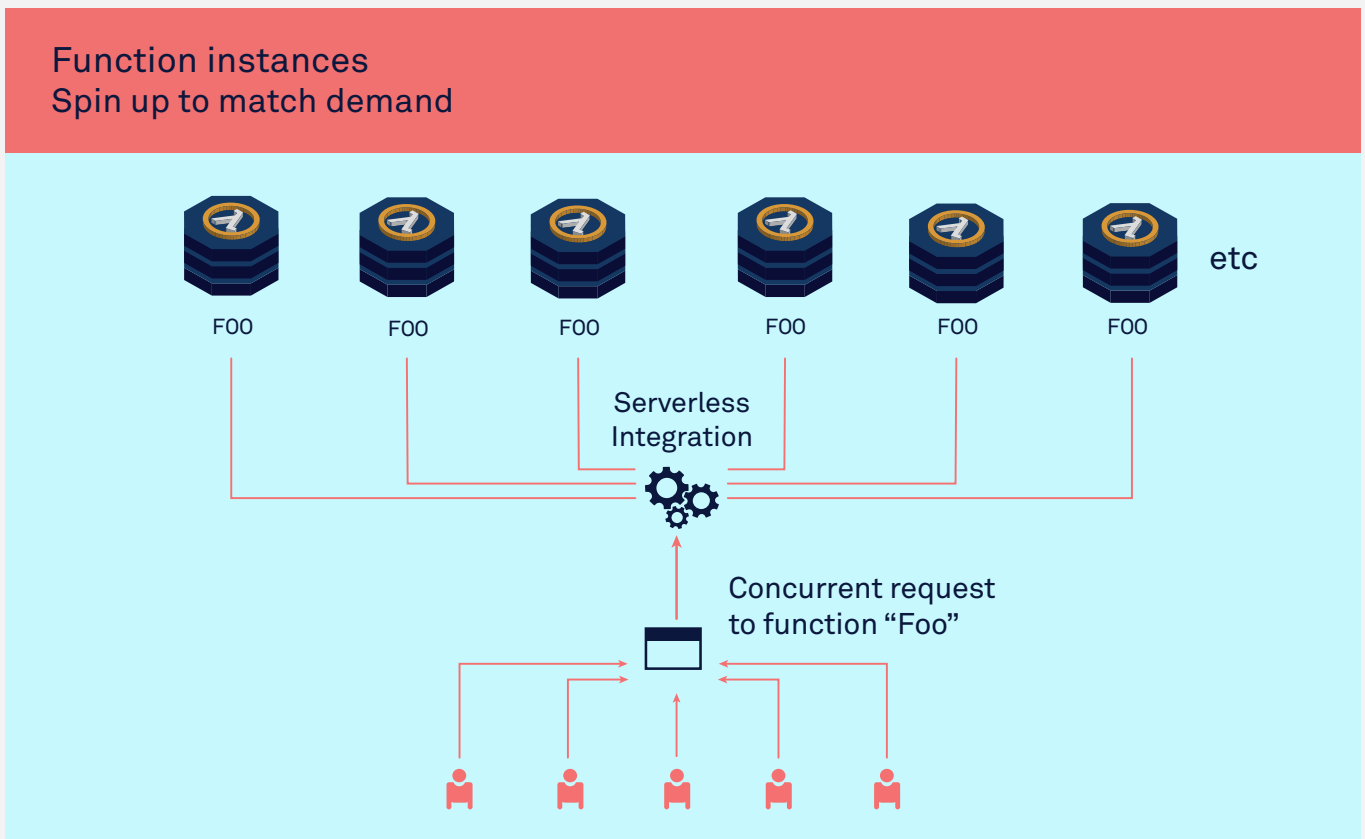 Function instances
Spin up to match demand
etc
FOO
FOO
FOO
FOO
FOO
FOO
Serverless
Integration
Concurrent request
to function “Foo”